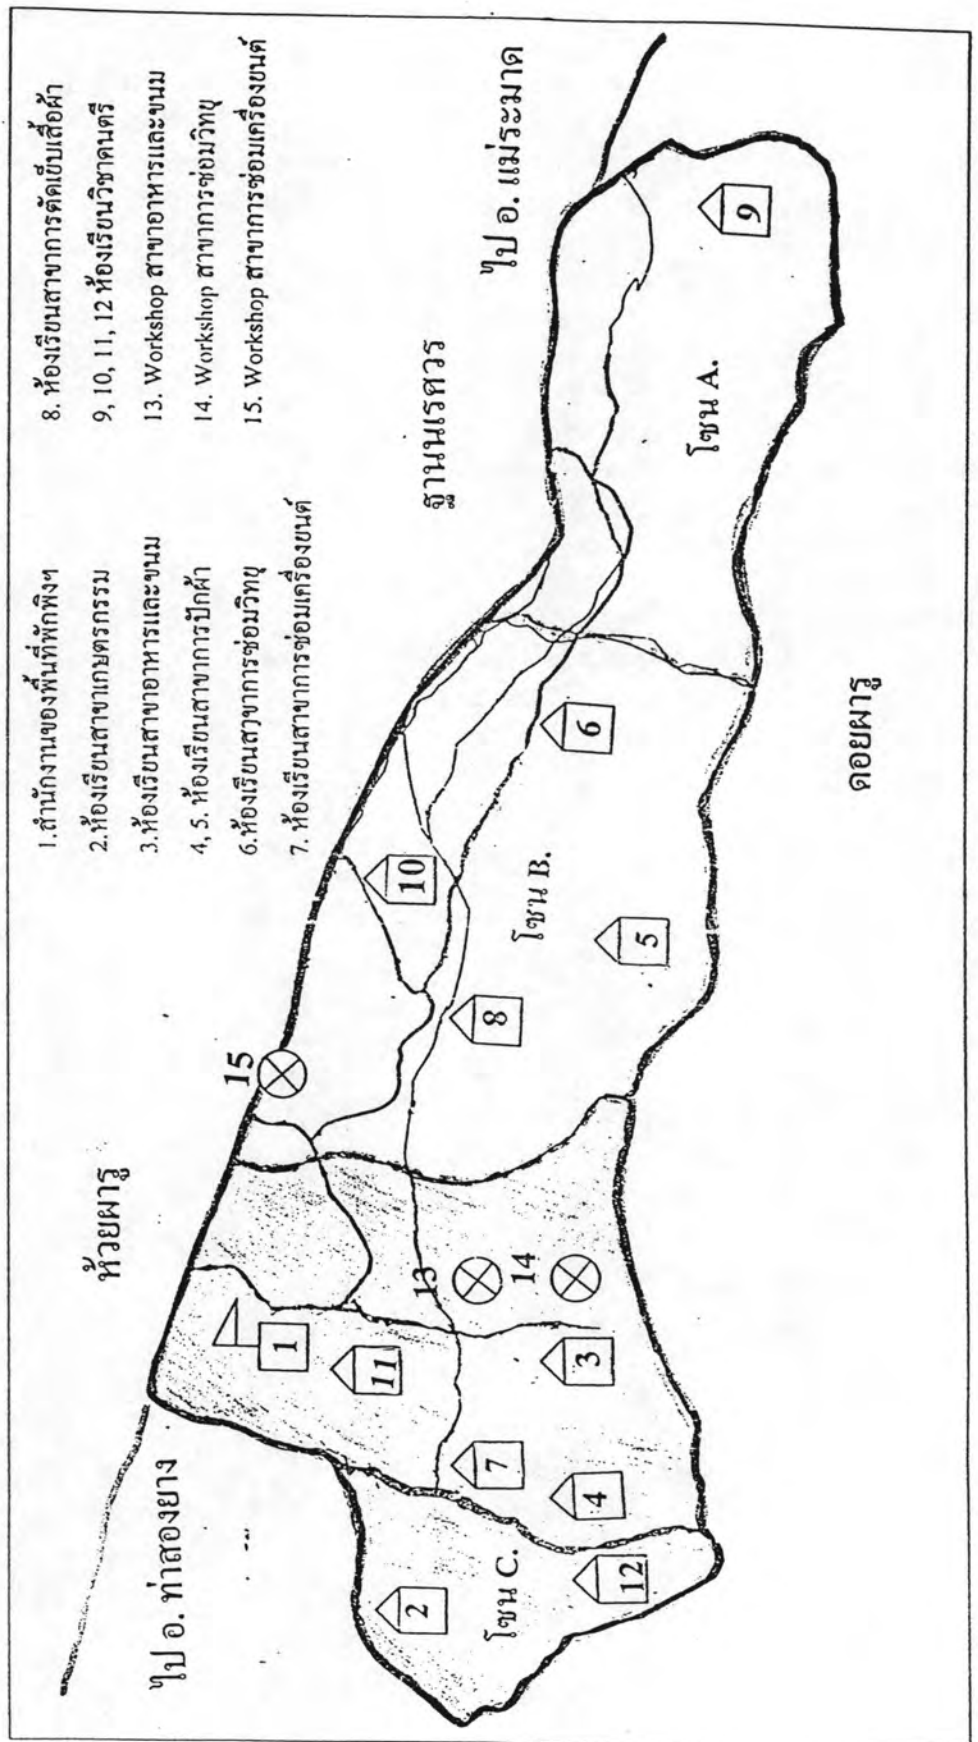 1.สำนักงานของพื้นที่พักพิงฯ
2.ห้องเรียนสาขาเกษตรกรรม
3.ห้องเรียนสาขาอาหารและขนม
4, 5. ห้องเรียนสาขาการปักผ้า
6.ห้องเรียนสาขาการซ่อมวิทยุ
7. ห้องเรียนสาขาการซ่อมเครื่องยนต์
8. ห้องเรียนสาขาการตัดเย็บเสื้อผ้า
9, 10, 11, 12 ห้องเรียนวิชาดนตรี
13. Workshop สาขาอาหารและขนม
14. Workshop สาขาการซ่อมวิทยุ
15. Workshop สาขาการซ่อมเครื่องยนต์
ห้วยผารู
ไป อ. ท่าสองยาง
ฐานนเรศวร
ไป อ. แม่ระมาด
15
1
11
10
2
13
7
8
14
โซน C.
3
4
12
โซน B.
6
5
โซน A.
9
ดอยผารู